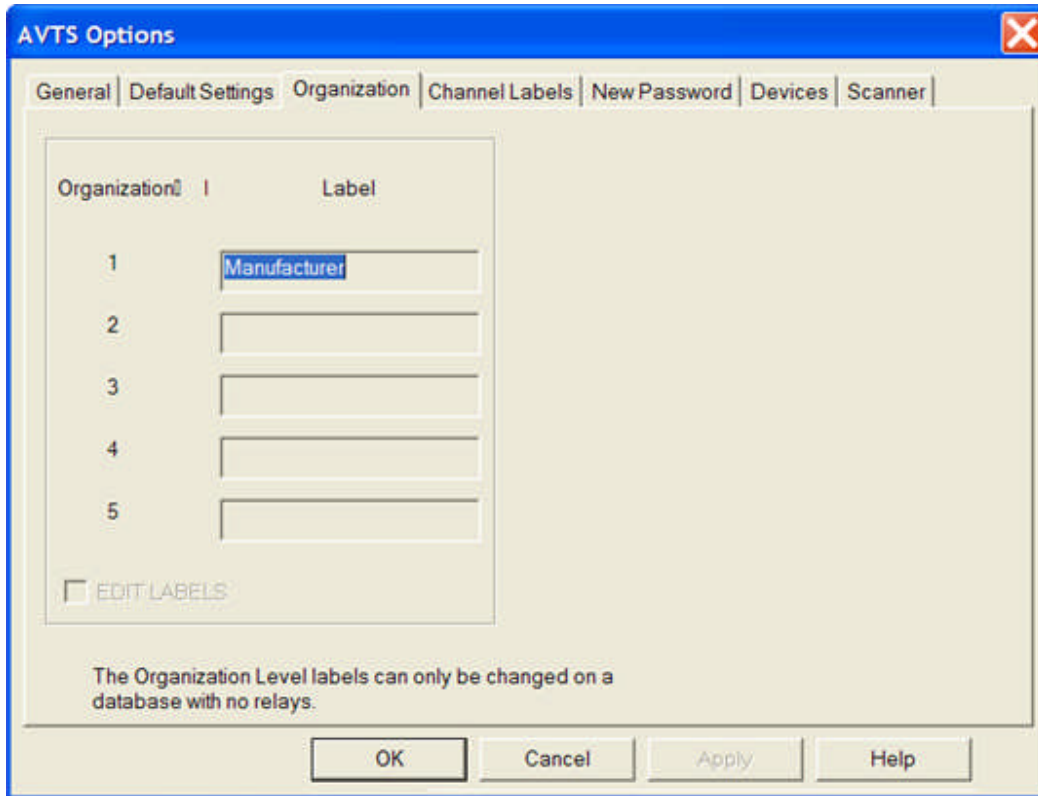 AVTS Options
General Default Settings Organization Channel Labels New Password Devices Scanner
Organization Label
1 Manufacturer
2
3
4
5
EDIT LABELS
The Organization Level labels can only be changed on a
database with no relays.
OK Cancel Apply Help